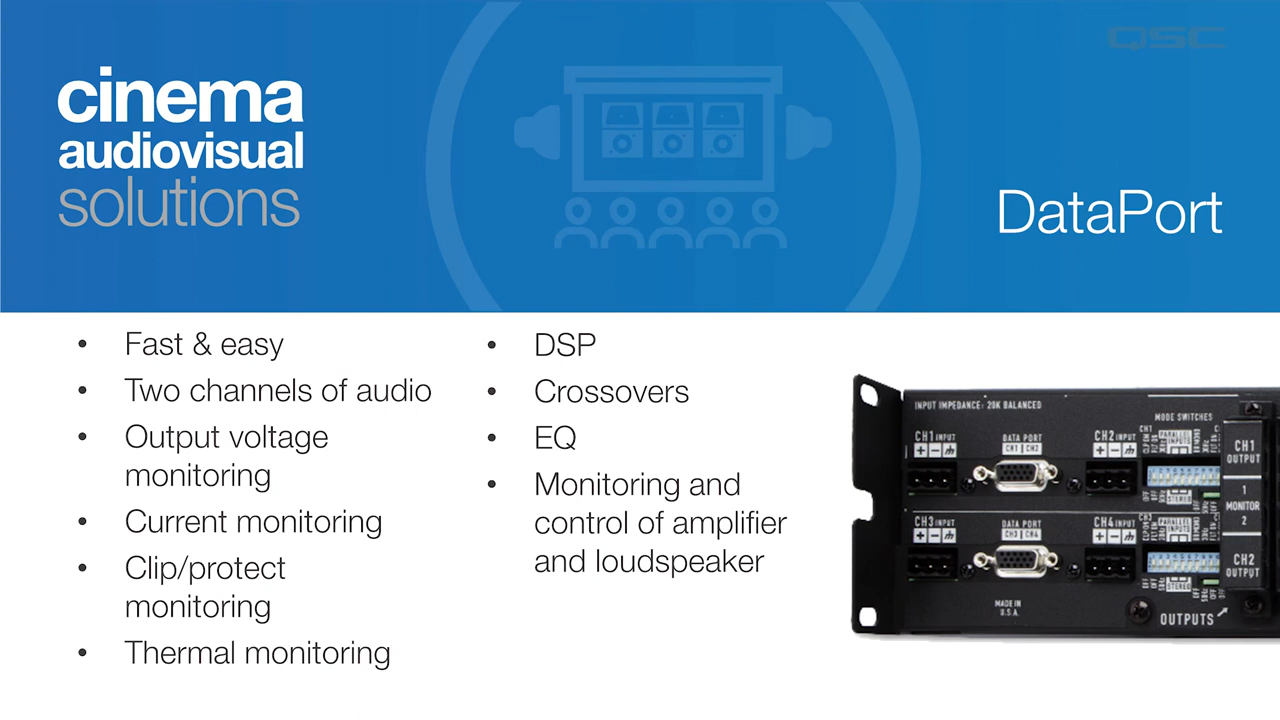 QSC
cinema
audiovisual
solutions
DataPort
• Fast & easy
• Two channels of audio
• Output voltage
monitoring
• Current monitoring
• Clip/protect
monitoring
• Thermal monitoring
• DSP
• Crossovers
• EQ
• Monitoring and
control of amplifier
and loudspeaker
INPUT IMPEDANCE: 20K BALANCED
MODE SWITCHES
CH1 INPUT
DATA PORT
CH1 CH2
CH2 INPUT
CH1
OUTPUT
1
MONITOR
2
CH3 INPUT
DATA PORT
CH3 CH4
CH4 INPUT
CH2
OUTPUT
MADE IN
U.S.A.
OUTPUTS